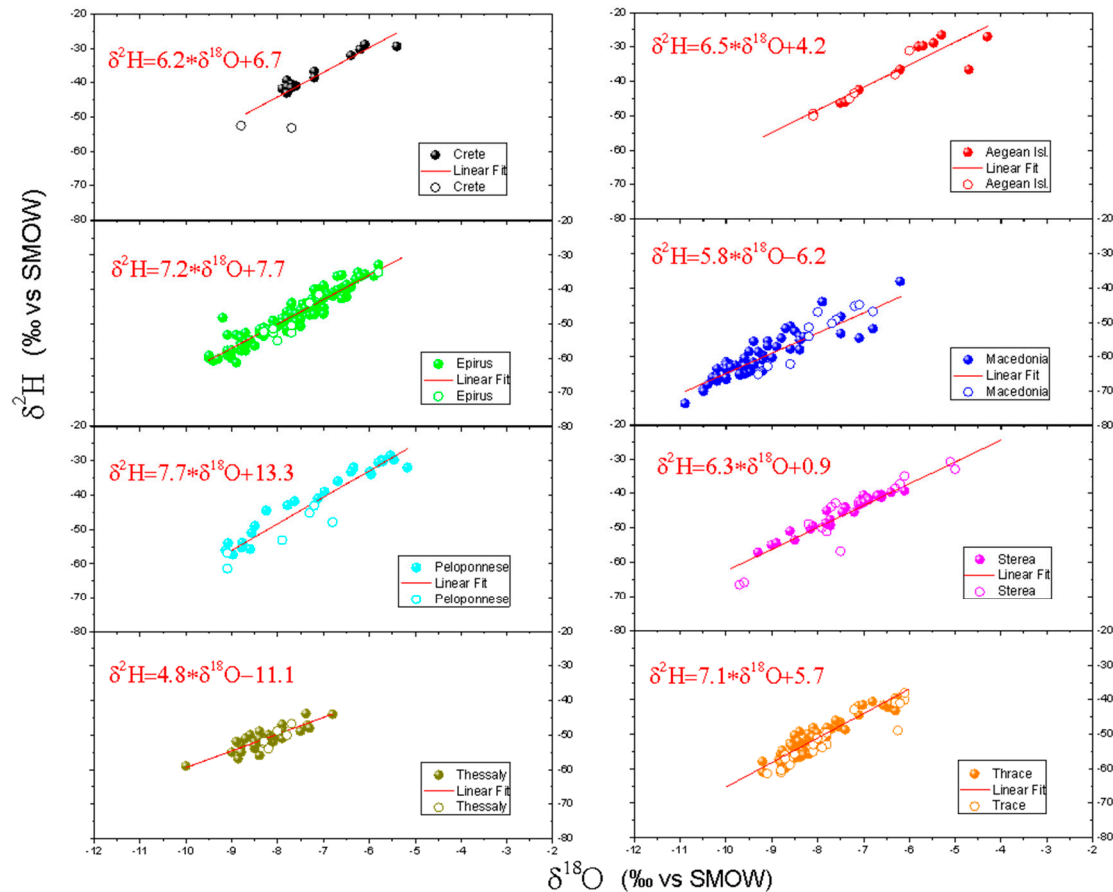 δ²H=6.2*δ¹⁸O+6.7
Crete
Linear Fit
Crete
-20
-30
-40
-50
-60
-70
-80
δ²H=6.5*δ¹⁸O+4.2
Aegean Isl.
Linear Fit
Aegean Isl.
-20
-30
-40
-50
-60
-70
-80
δ²H=7.2*δ¹⁸O+7.7
Epirus
Linear Fit
Epirus
-20
-30
-40
-50
-60
-70
-20
δ²H=5.8*δ¹⁸O−6.2
Macedonia
Linear Fit
Macedonia
-20
-30
-40
-50
-60
-70
-80
δ²H=7.7*δ¹⁸O+13.3
Peloponnese
Linear Fit
Peloponnese
-30
-40
-50
-60
-70
-80
δ²H=6.3*δ¹⁸O+0.9
Sterea
Linear Fit
Sterea
-30
-40
-50
-60
-70
-80
-20
δ²H=4.8*δ¹⁸O−11.1
Thessaly
Linear Fit
Thessaly
-20
-30
-40
-50
-60
-70
-80
δ²H=7.1*δ¹⁸O+5.7
Thrace
Linear Fit
Trace
-30
-40
-50
-60
-70
-80
-12 -11 -10 -9 -8 -7 -6 -5 -4 -3 -2
-12 -11 -10 -9 -8 -7 -6 -5 -4 -3 -2
δ²H (‰ vs SMOW)
δ¹⁸O (‰ vs SMOW)